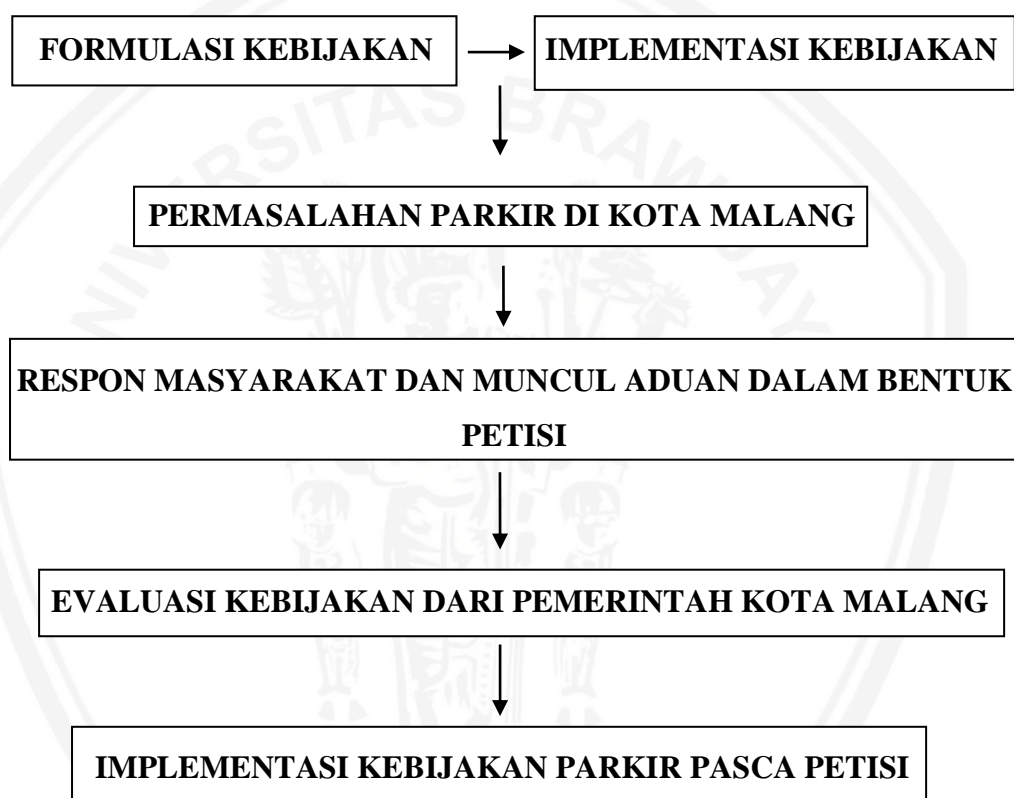 FORMULASI KEBIJAKAN
IMPLEMENTASI KEBIJAKAN
PERMASALAHAN PARKIR DI KOTA MALANG
RESPON MASYARAKAT DAN MUNCUL ADUAN DALAM BENTUK
PETISI
EVALUASI KEBIJAKAN DARI PEMERINTAH KOTA MALANG
IMPLEMENTASI KEBIJAKAN PARKIR PASCA PETISI